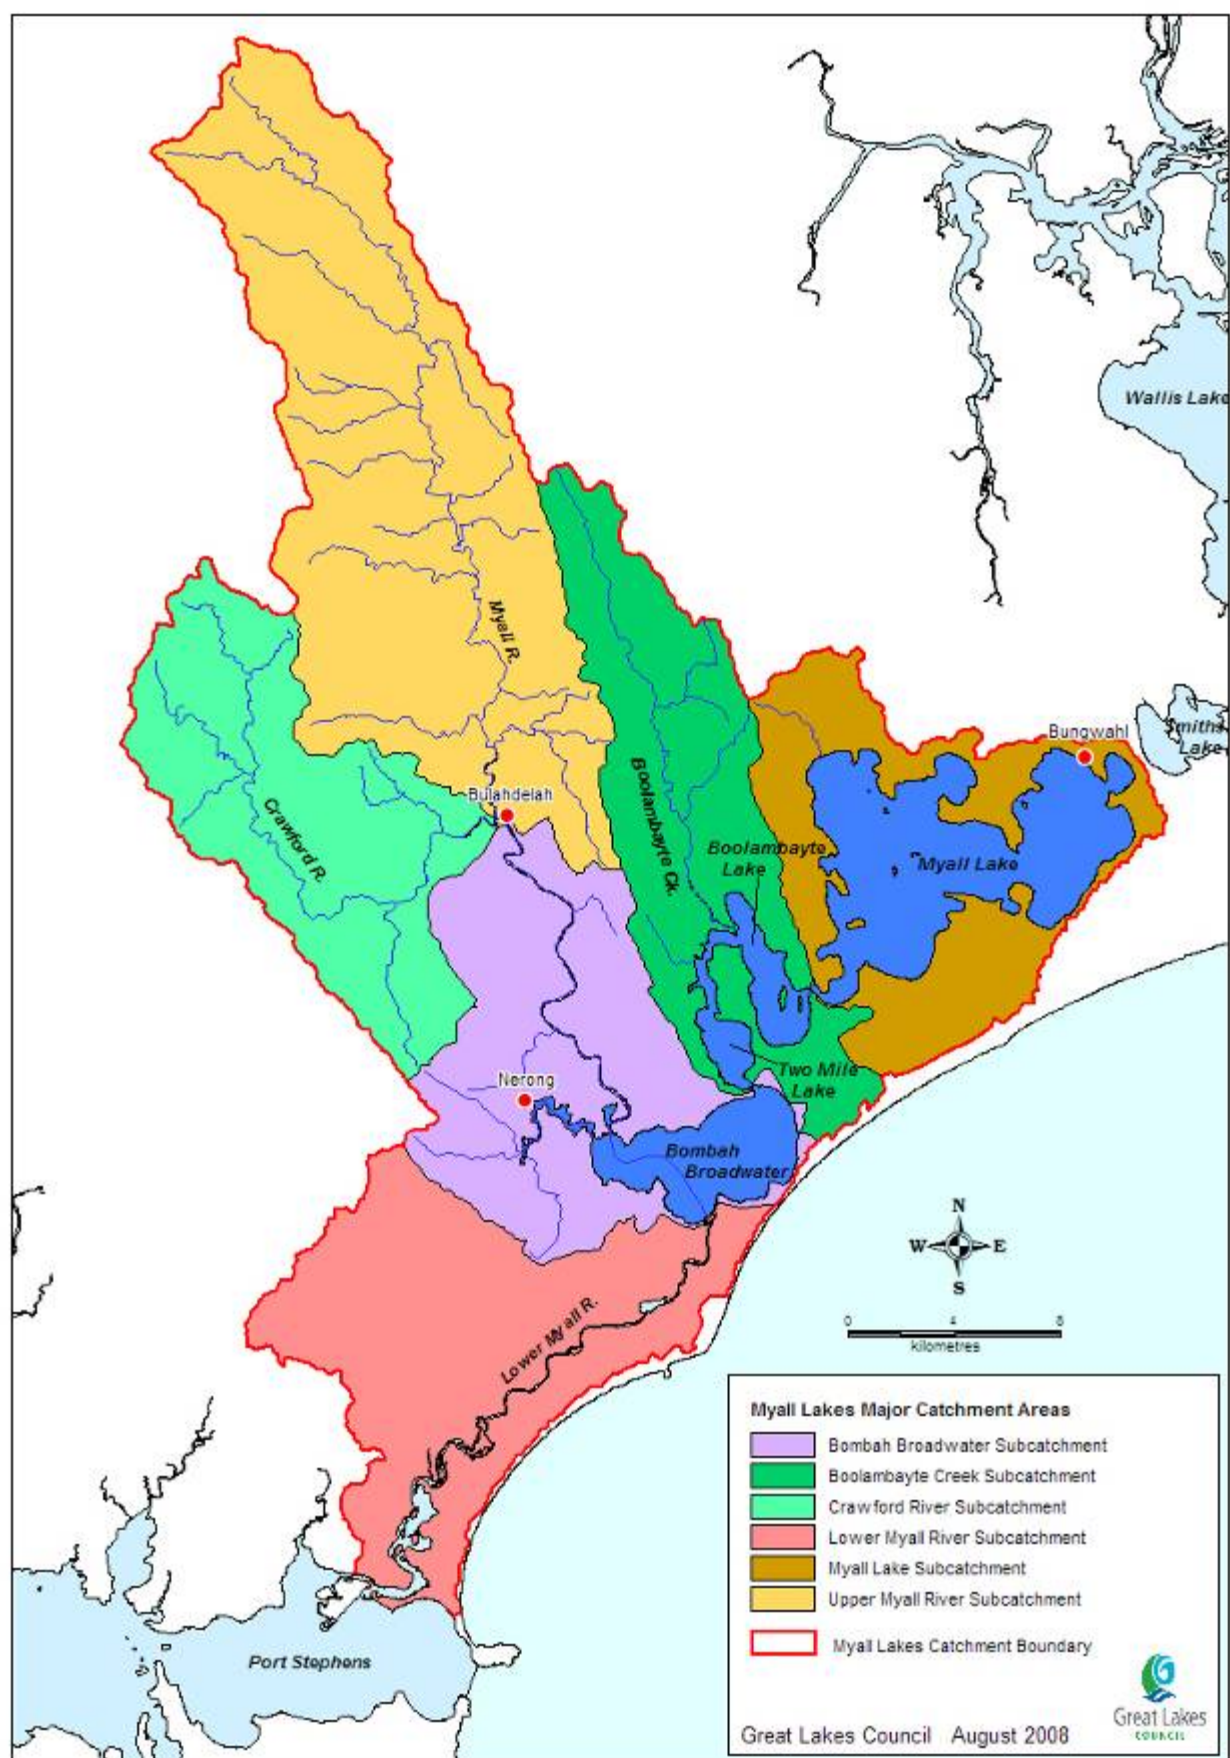 Wallis Lake
Myall R.
Smiths
Lake
Bungwahl
Boolambayte Ck.
Bulahdelah
Crawford R.
Boolambayte
Lake
Myall Lake
Two Mile
Lake
Nerong
Bombah
Broadwater
N
W E
S
0 4 8
kilometres
Lower Myall R.
Myall Lakes Major Catchment Areas
Bombah Broadwater Subcatchment
Boolambayte Creek Subcatchment
Crawford River Subcatchment
Lower Myall River Subcatchment
Myall Lake Subcatchment
Upper Myall River Subcatchment
Myall Lakes Catchment Boundary
Port Stephens
Great Lakes Council August 2008
Great Lakes
COUNCIL